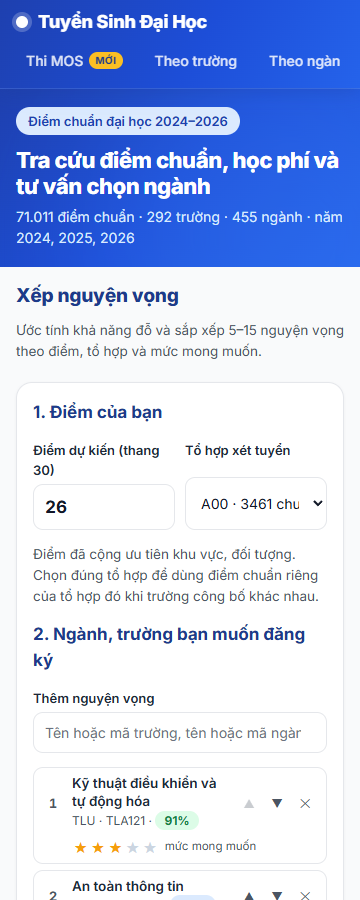 Tuyển Sinh Đại Học
Thi MOS MỚI Theo trường Theo ngàn
Điểm chuẩn đại học 2024–2026
Tra cứu điểm chuẩn, học phí và
tư vấn chọn ngành
71.011 điểm chuẩn · 292 trường · 455 ngành · năm
2024, 2025, 2026
Xếp nguyện vọng
Ước tính khả năng đỗ và sắp xếp 5–15 nguyện vọng
theo điểm, tổ hợp và mức mong muốn.
1. Điểm của bạn
Điểm dự kiến (thang
30)
Tổ hợp xét tuyển
26
A00 · 3461 chu
Điểm đã cộng ưu tiên khu vực, đối tượng.
Chọn đúng tổ hợp để dùng điểm chuẩn riêng
của tổ hợp đó khi trường công bố khác nhau.
2. Ngành, trường bạn muốn đăng
ký
Thêm nguyện vọng
Tên hoặc mã trường, tên hoặc mã ngàn
1
Kỹ thuật điều khiển và
tự động hóa
TLU · TLA121 · 91%
★★★★★ mức mong muốn
2
An toàn thông tin